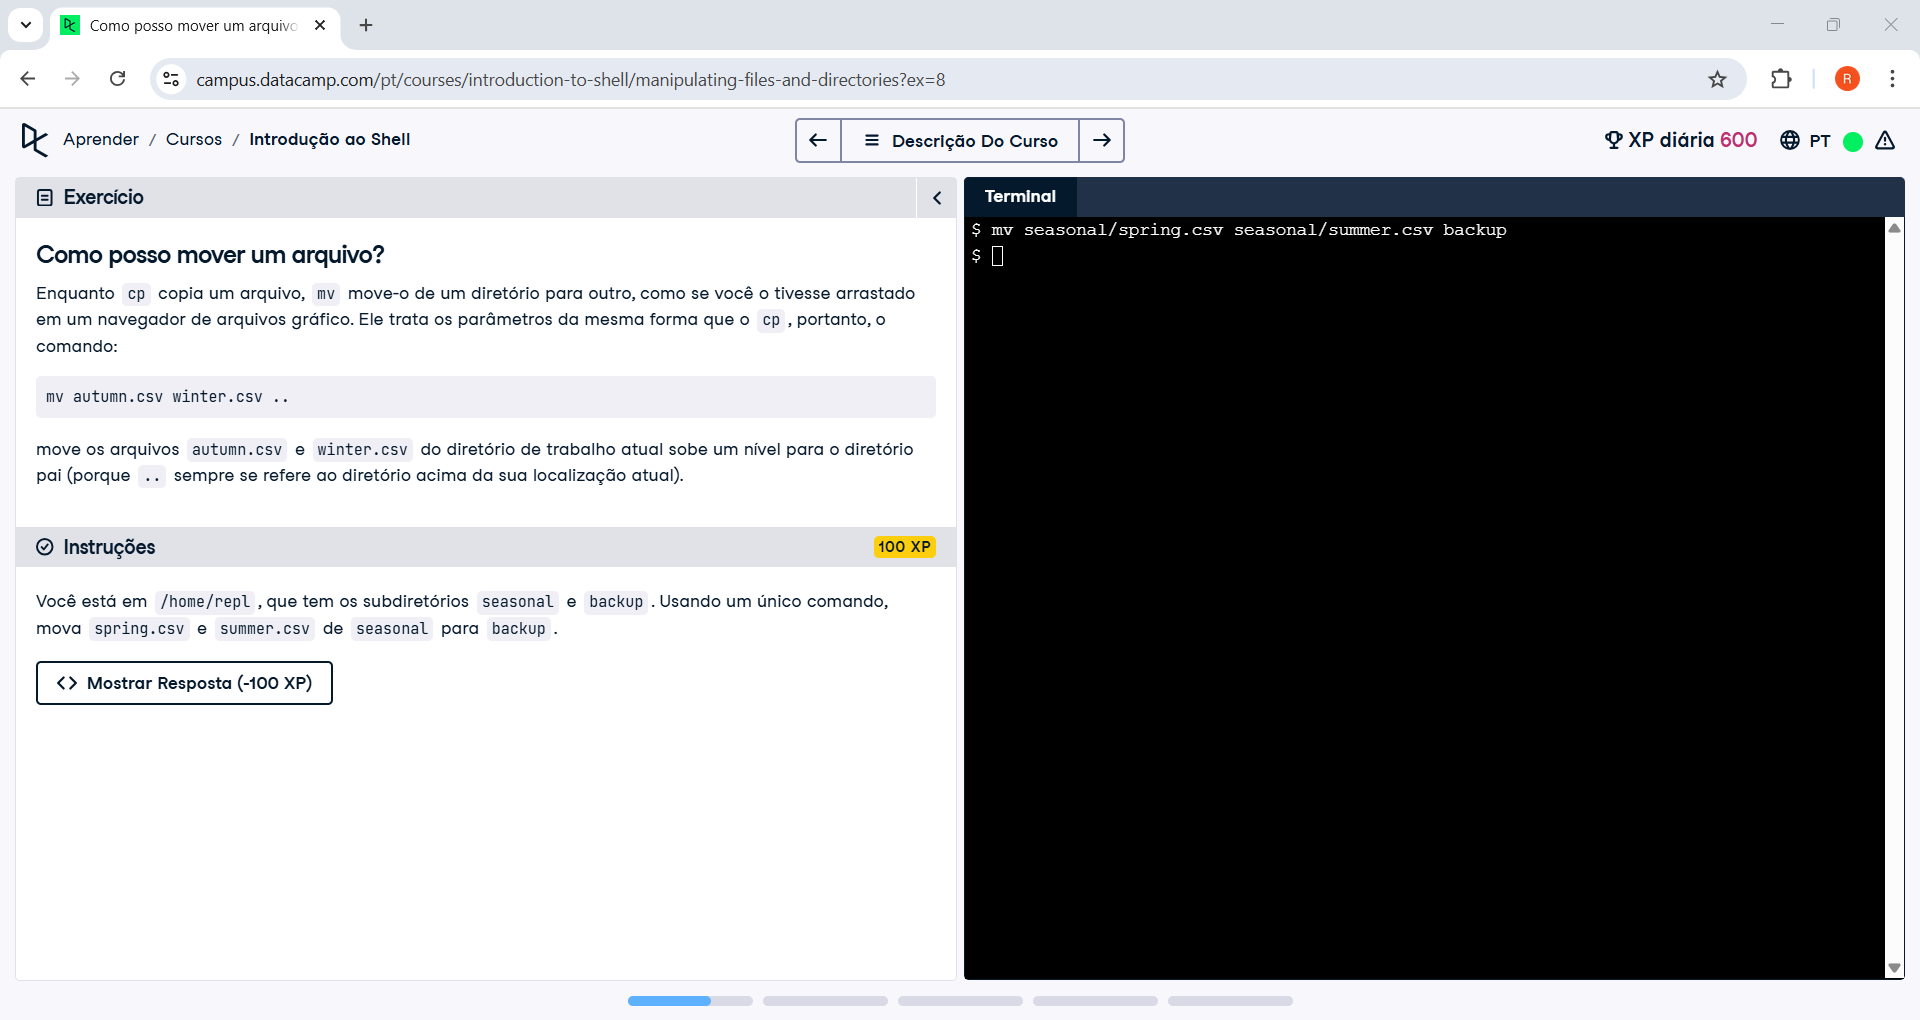 Como posso mover um arquivo
campus.datacamp.com/pt/courses/introduction-to-shell/manipulating-files-and-directories?ex=8
R
Aprender / Cursos / Introdução ao Shell
Descrição Do Curso
XP diária 600
PT
Exercício
Como posso mover um arquivo?
Enquanto cp copia um arquivo, mv move-o de um diretório para outro, como se você o tivesse arrastado
em um navegador de arquivos gráfico. Ele trata os parâmetros da mesma forma que o cp, portanto, o
comando:
mv autumn.csv winter.csv ..
move os arquivos autumn.csv e winter.csv do diretório de trabalho atual sobe um nível para o diretório
pai (porque .. sempre se refere ao diretório acima da sua localização atual).
Instruções
100 XP
Você está em /home/repl, que tem os subdiretórios seasonal e backup. Usando um único comando,
mova spring.csv e summer.csv de seasonal para backup.
<> Mostrar Resposta (-100 XP)
Terminal
$ mv seasonal/spring.csv seasonal/summer.csv backup
$